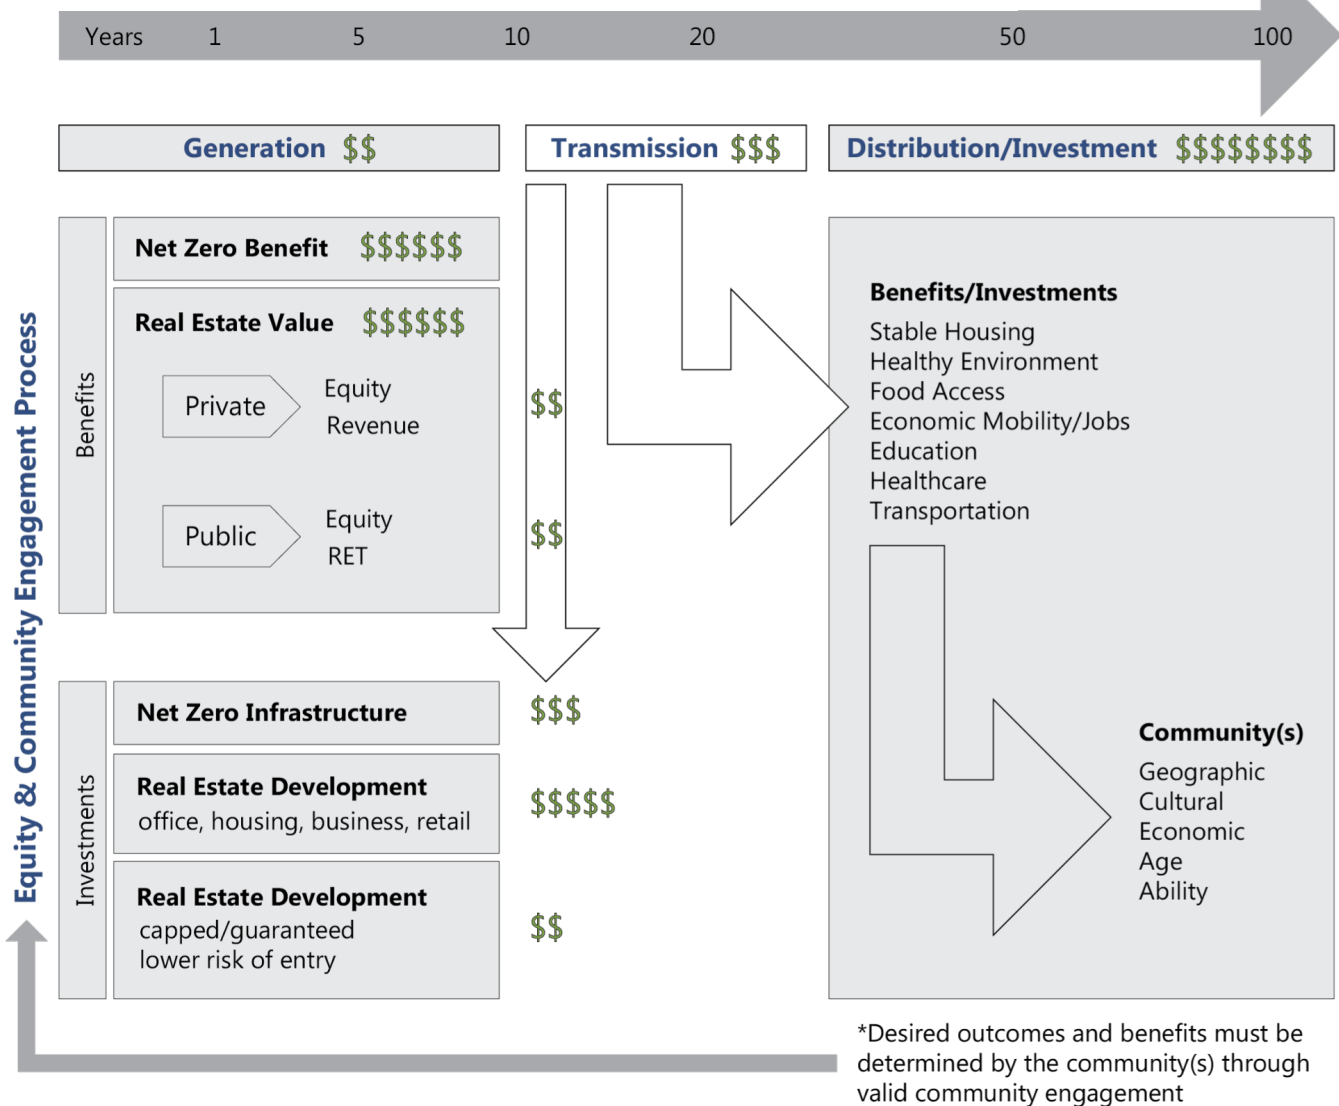 Years 1 5 10 20 50 100
Generation $$
Transmission $$$
Distribution/Investment $$$$$$$$
Equity & Community Engagement Process
Benefits
Net Zero Benefit $$$$$$
Real Estate Value $$$$$$
Private
Equity
Revenue
$$
Public
Equity
RET
$$
Investments
Net Zero Infrastructure
$$$
Real Estate Development
office, housing, business, retail
$$$$$
Real Estate Development
capped/guaranteed
lower risk of entry
$$
Benefits/Investments
Stable Housing
Healthy Environment
Food Access
Economic Mobility/Jobs
Education
Healthcare
Transportation
Community(s)
Geographic
Cultural
Economic
Age
Ability
*Desired outcomes and benefits must be
determined by the community(s) through
valid community engagement